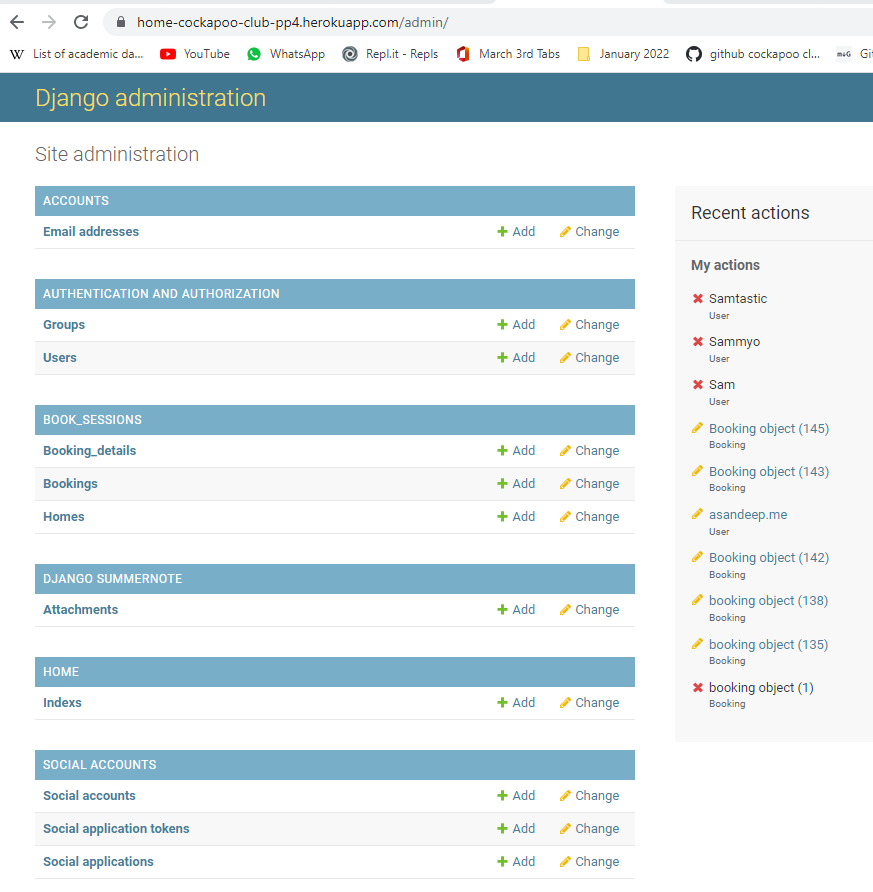 home-cockapoo-club-pp4.herokuapp.com/admin/
W List of academic da... YouTube WhatsApp Repl.it - Repls March 3rd Tabs January 2022 github cockapoo cl... M&G Git
Django administration
Site administration
ACCOUNTS
Email addresses Add Change
AUTHENTICATION AND AUTHORIZATION
Groups Add Change
Users Add Change
BOOK_SESSIONS
Booking_details Add Change
Bookings Add Change
Homes Add Change
DJANGO SUMMERNOTE
Attachments Add Change
HOME
Indexs Add Change
SOCIAL ACCOUNTS
Social accounts Add Change
Social application tokens Add Change
Social applications Add Change
Recent actions
My actions
Samtastic
User
Sammyo
User
Sam
User
Booking object (145)
Booking
Booking object (143)
Booking
asandeep.me
User
Booking object (142)
Booking
booking object (138)
Booking
booking object (135)
Booking
booking object (1)
Booking